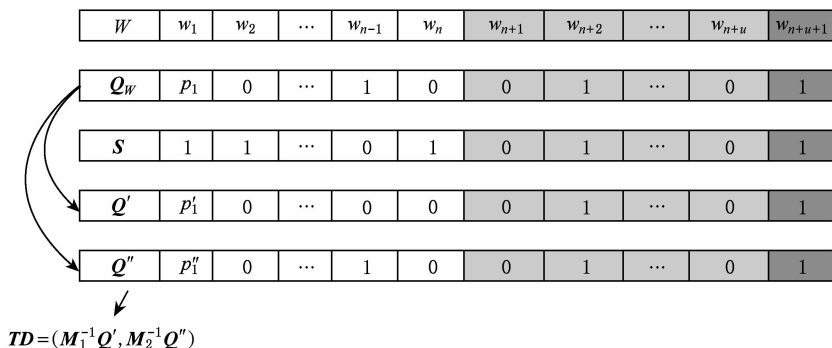 W w₁ w₂ ⋯ wₙ₋₁ wₙ wₙ₊₁ wₙ₊₂ ⋯ wₙ₊ᵤ wₙ₊ᵤ₊₁
Q_W p₁ 0 ⋯ 1 0 0 1 ⋯ 0 1
S 1 1 ⋯ 0 1 0 1 ⋯ 0 1
Q′ p′₁ 0 ⋯ 0 0 0 1 ⋯ 0 1
Q″ p″₁ 0 ⋯ 1 0 0 1 ⋯ 0 1
TD=(M₁⁻¹Q′,M₂⁻¹Q″)